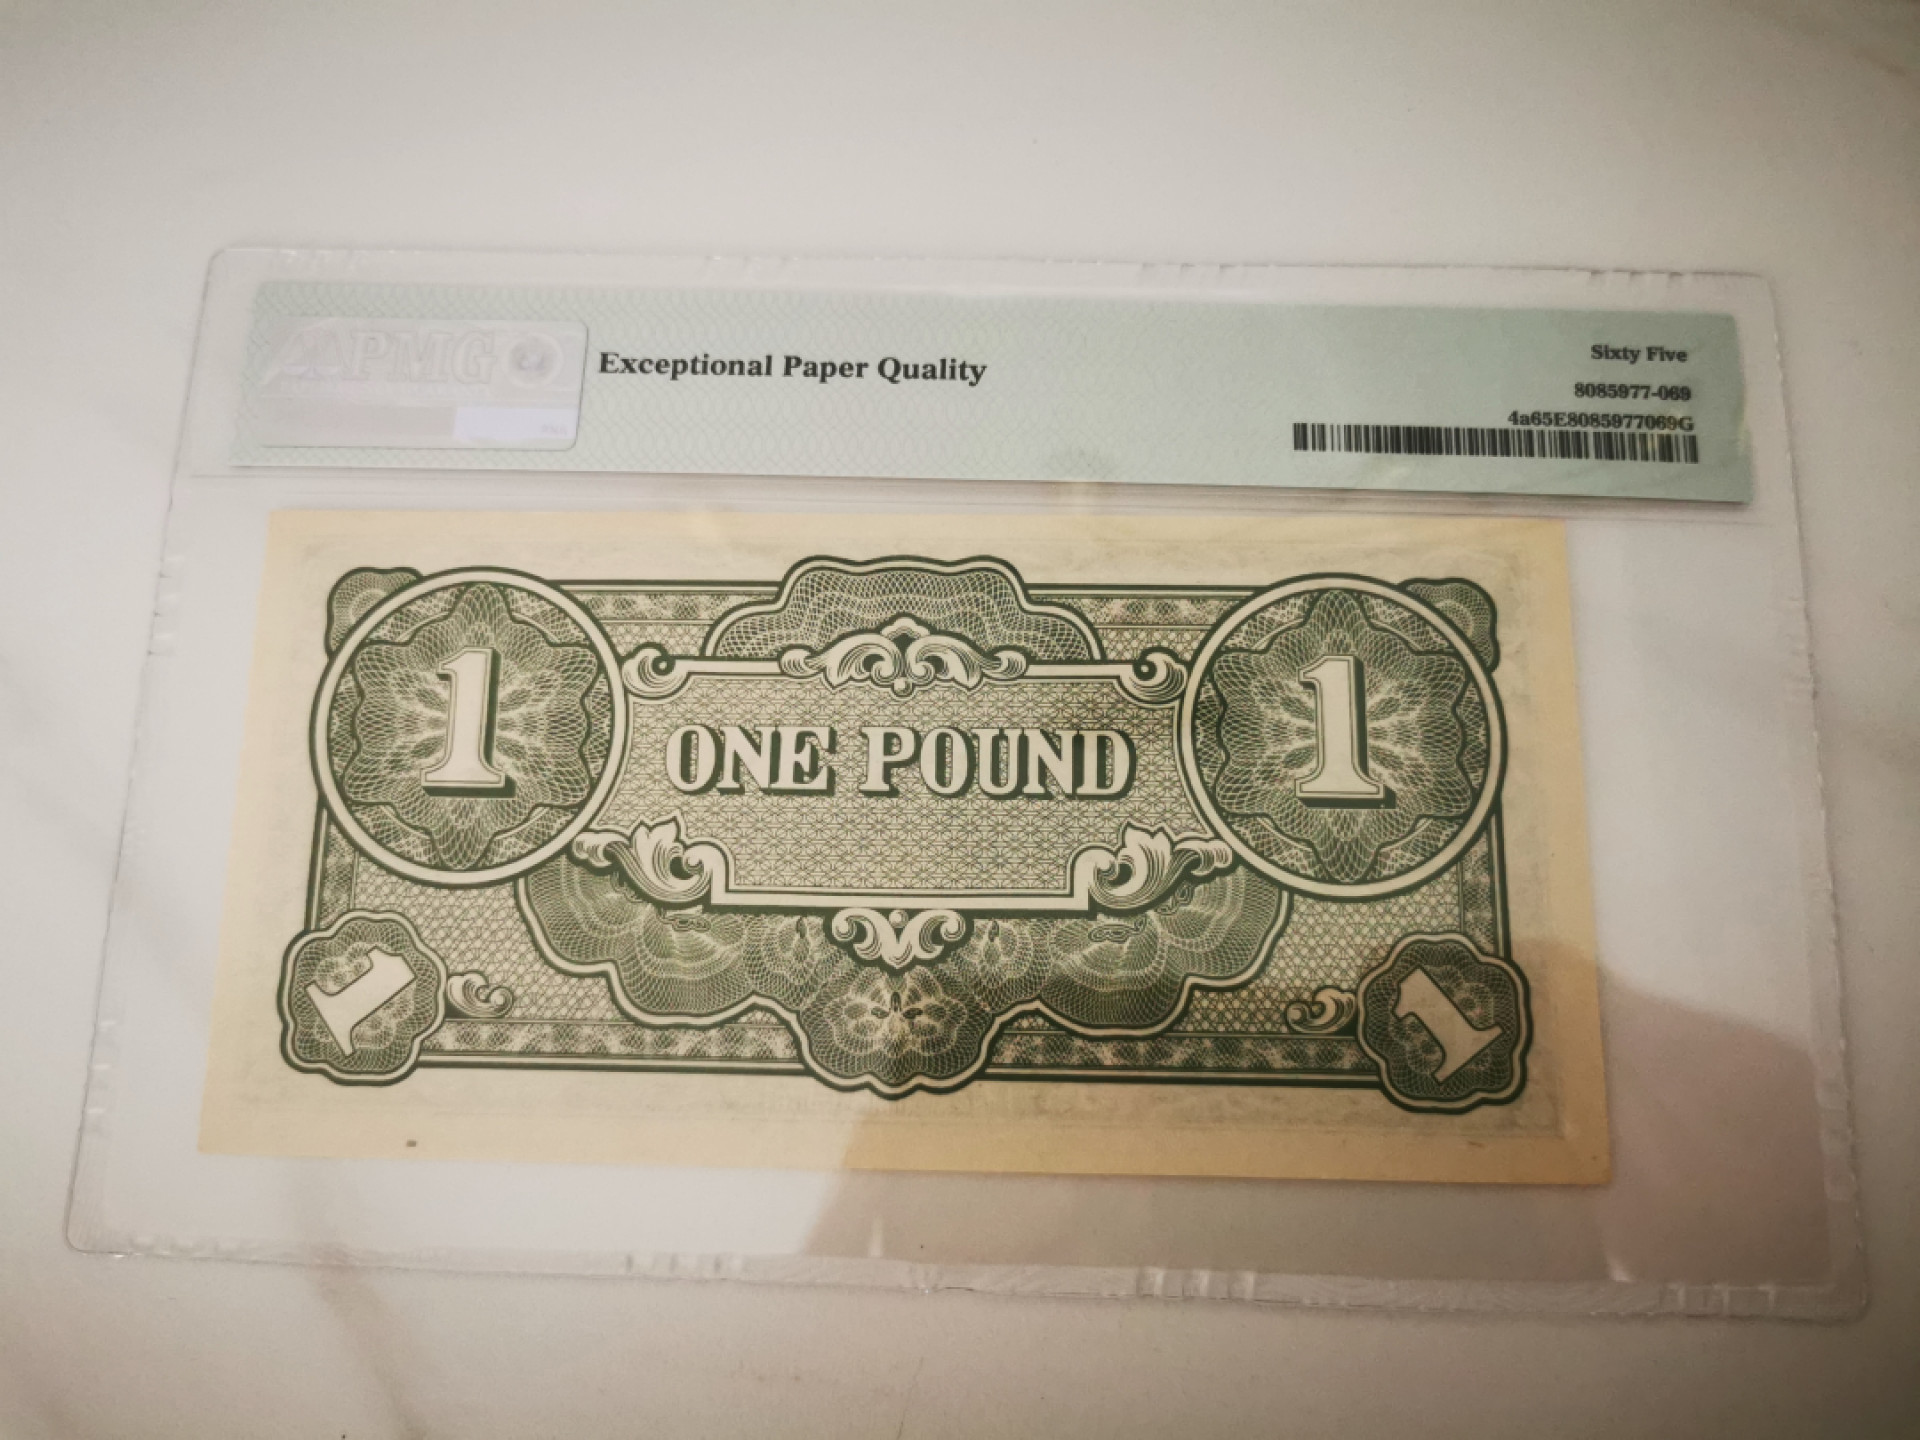 PMG
Exceptional Paper Quality
Sixty Five
8085977-069
4a65E8085977069G
1
ONE POUND
1
1
1